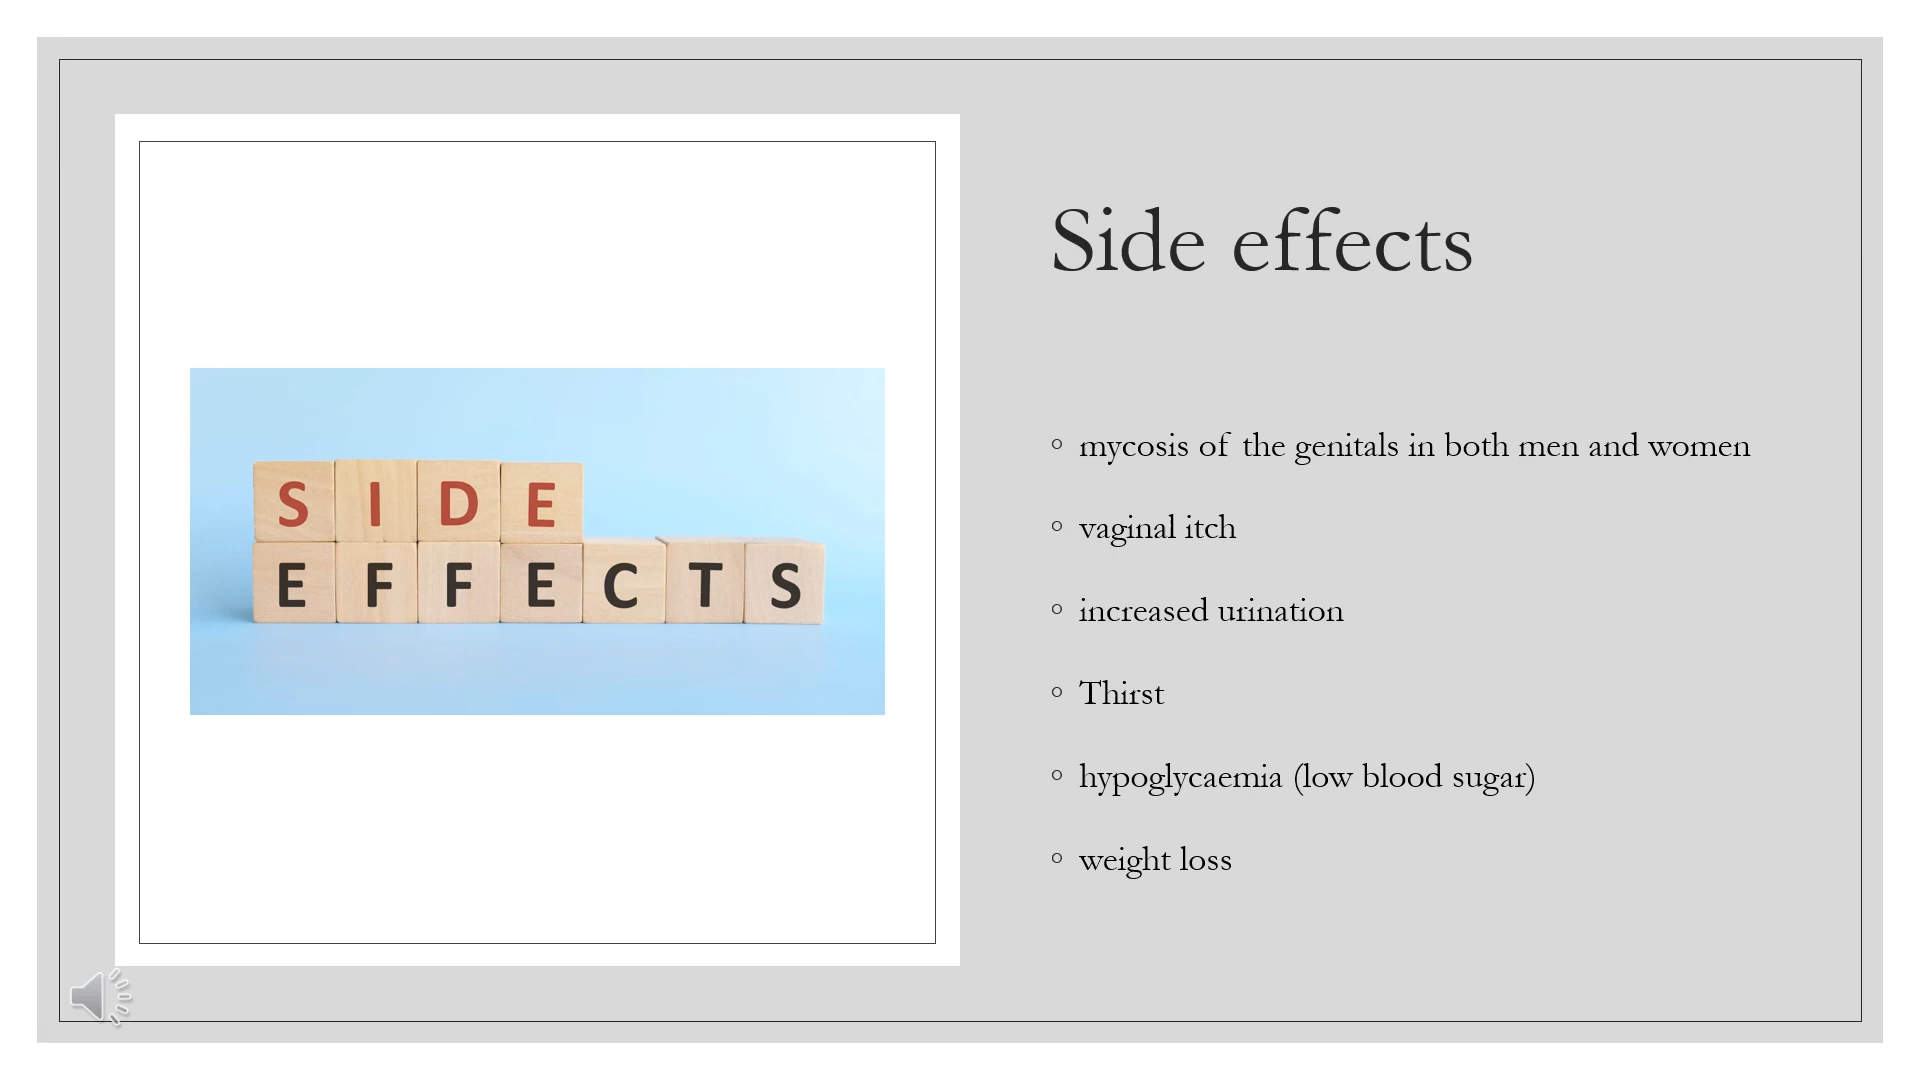 SIDE
EFFECTS
Side effects
mycosis of the genitals in both men and women
vaginal itch
increased urination
Thirst
hypoglycaemia (low blood sugar)
weight loss